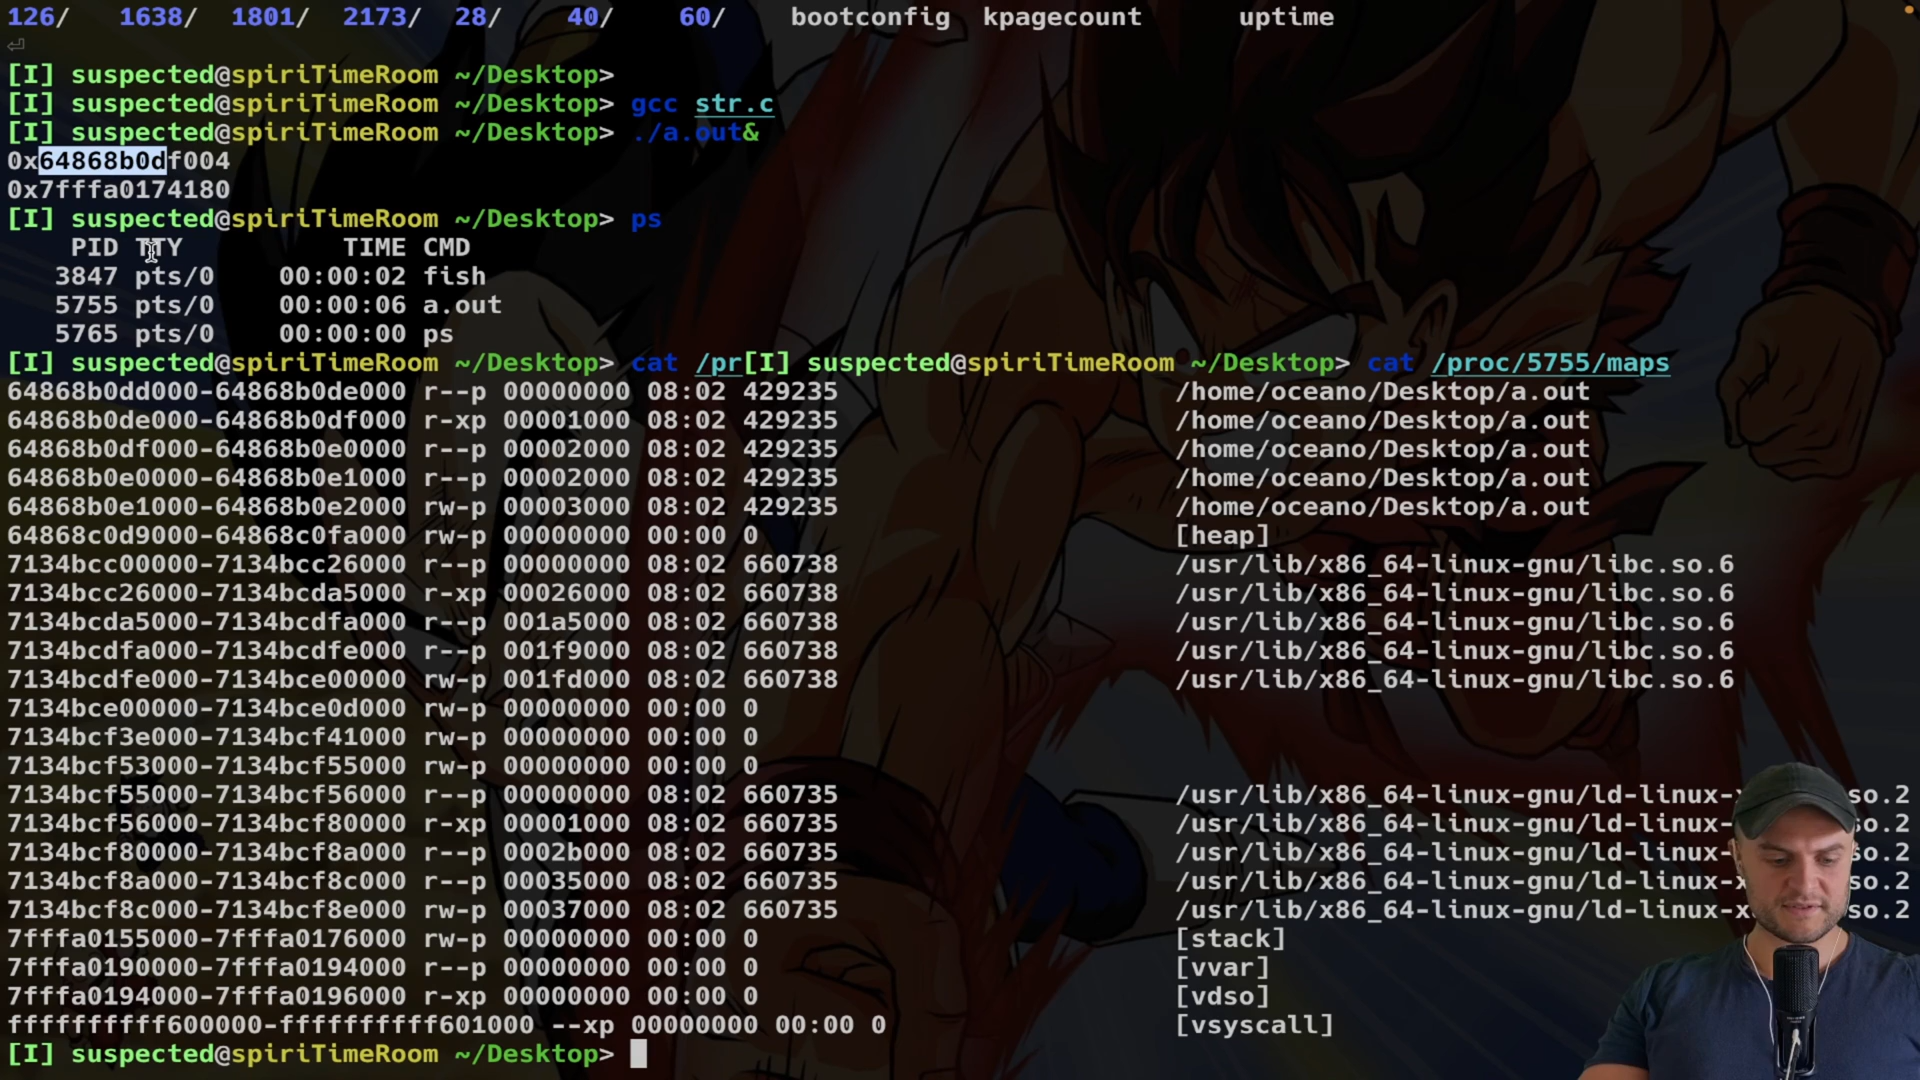 126/ 1638/ 1801/ 2173/ 28/ 40/ 60/ bootconfig kpagecount uptime
⏎
[I] suspected@spiriTimeRoom ~/Desktop>
[I] suspected@spiriTimeRoom ~/Desktop> gcc str.c
[I] suspected@spiriTimeRoom ~/Desktop> ./a.out&
0x64868b0df004
0x7fffa0174180
[I] suspected@spiriTimeRoom ~/Desktop> ps
PID TTY TIME CMD
3847 pts/0 00:00:02 fish
5755 pts/0 00:00:06 a.out
5765 pts/0 00:00:00 ps
[I] suspected@spiriTimeRoom ~/Desktop> cat /pr[I] suspected@spiriTimeRoom ~/Desktop> cat /proc/5755/maps
64868b0dd000-64868b0de000 r--p 00000000 08:02 429235 /home/oceano/Desktop/a.out
64868b0de000-64868b0df000 r-xp 00001000 08:02 429235 /home/oceano/Desktop/a.out
64868b0df000-64868b0e0000 r--p 00002000 08:02 429235 /home/oceano/Desktop/a.out
64868b0e0000-64868b0e1000 r--p 00002000 08:02 429235 /home/oceano/Desktop/a.out
64868b0e1000-64868b0e2000 rw-p 00003000 08:02 429235 /home/oceano/Desktop/a.out
64868c0d9000-64868c0fa000 rw-p 00000000 00:00 0 [heap]
7134bcc00000-7134bcc26000 r--p 00000000 08:02 660738 /usr/lib/x86_64-linux-gnu/libc.so.6
7134bcc26000-7134bcda5000 r-xp 00026000 08:02 660738 /usr/lib/x86_64-linux-gnu/libc.so.6
7134bcda5000-7134bcdfa000 r--p 001a5000 08:02 660738 /usr/lib/x86_64-linux-gnu/libc.so.6
7134bcdfa000-7134bcdfe000 r--p 001f9000 08:02 660738 /usr/lib/x86_64-linux-gnu/libc.so.6
7134bcdfe000-7134bce00000 rw-p 001fd000 08:02 660738 /usr/lib/x86_64-linux-gnu/libc.so.6
7134bce00000-7134bce0d000 rw-p 00000000 00:00 0
7134bcf3e000-7134bcf41000 rw-p 00000000 00:00 0
7134bcf53000-7134bcf55000 rw-p 00000000 00:00 0
7134bcf55000-7134bcf56000 r--p 00000000 08:02 660735 /usr/lib/x86_64-linux-gnu/ld-linux- so.2
7134bcf56000-7134bcf80000 r-xp 00001000 08:02 660735 /usr/lib/x86_64-linux-gnu/ld-linux- so.2
7134bcf80000-7134bcf8a000 r--p 0002b000 08:02 660735 /usr/lib/x86_64-linux-gnu/ld-linux- so.2
7134bcf8a000-7134bcf8c000 r--p 00035000 08:02 660735 /usr/lib/x86_64-linux-gnu/ld-linux-x so.2
7134bcf8c000-7134bcf8e000 rw-p 00037000 08:02 660735 /usr/lib/x86_64-linux-gnu/ld-linux-x so.2
7fffa0155000-7fffa0176000 rw-p 00000000 00:00 0 [stack]
7fffa0190000-7fffa0194000 r--p 00000000 00:00 0 [vvar]
7fffa0194000-7fffa0196000 r-xp 00000000 00:00 0 [vdso]
ffffffffff600000-ffffffffff601000 --xp 00000000 00:00 0 [vsyscall]
[I] suspected@spiriTimeRoom ~/Desktop>